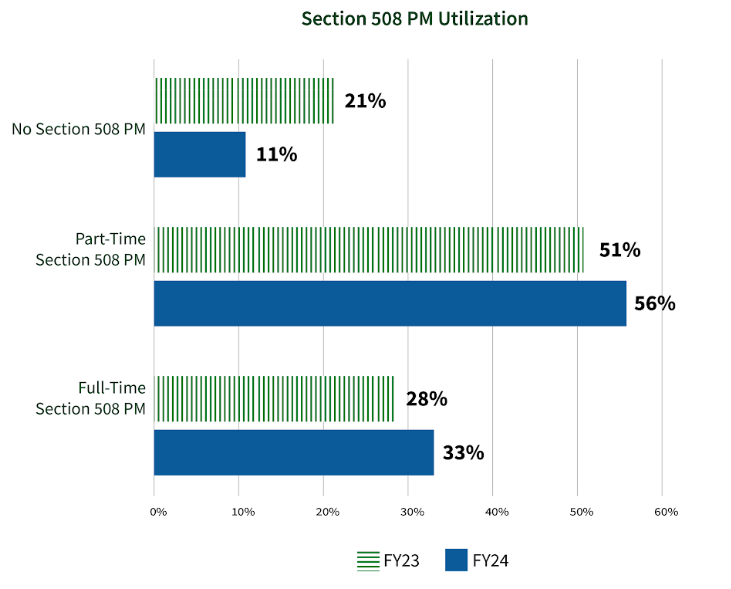 Section 508 PM Utilization
No Section 508 PM
21%
11%
Part-Time
Section 508 PM
51%
56%
Full-Time
Section 508 PM
28%
33%
0% 10% 20% 30% 40% 50% 60%
FY23 FY24